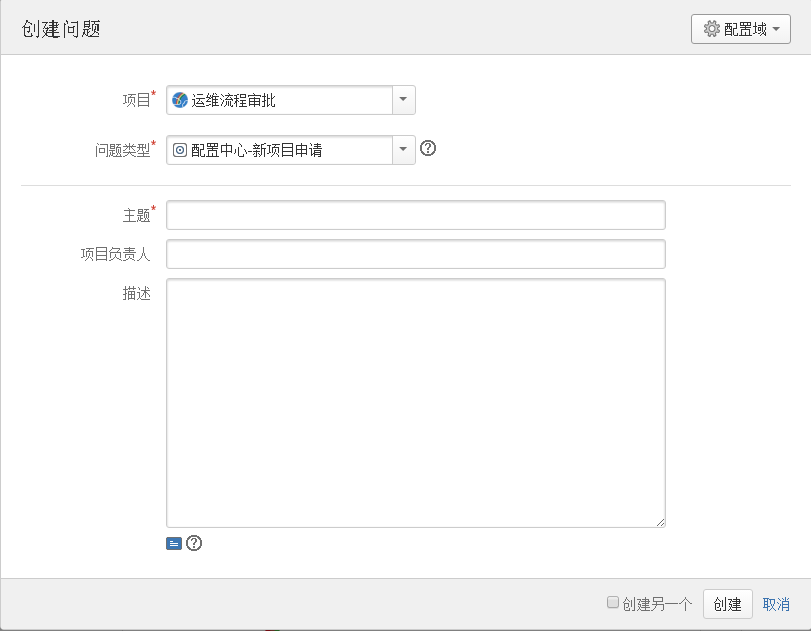 创建问题
配置域
项目*
运维流程审批
问题类型*
配置中心-新项目申请
主题*
项目负责人
描述
创建另一个 创建 取消